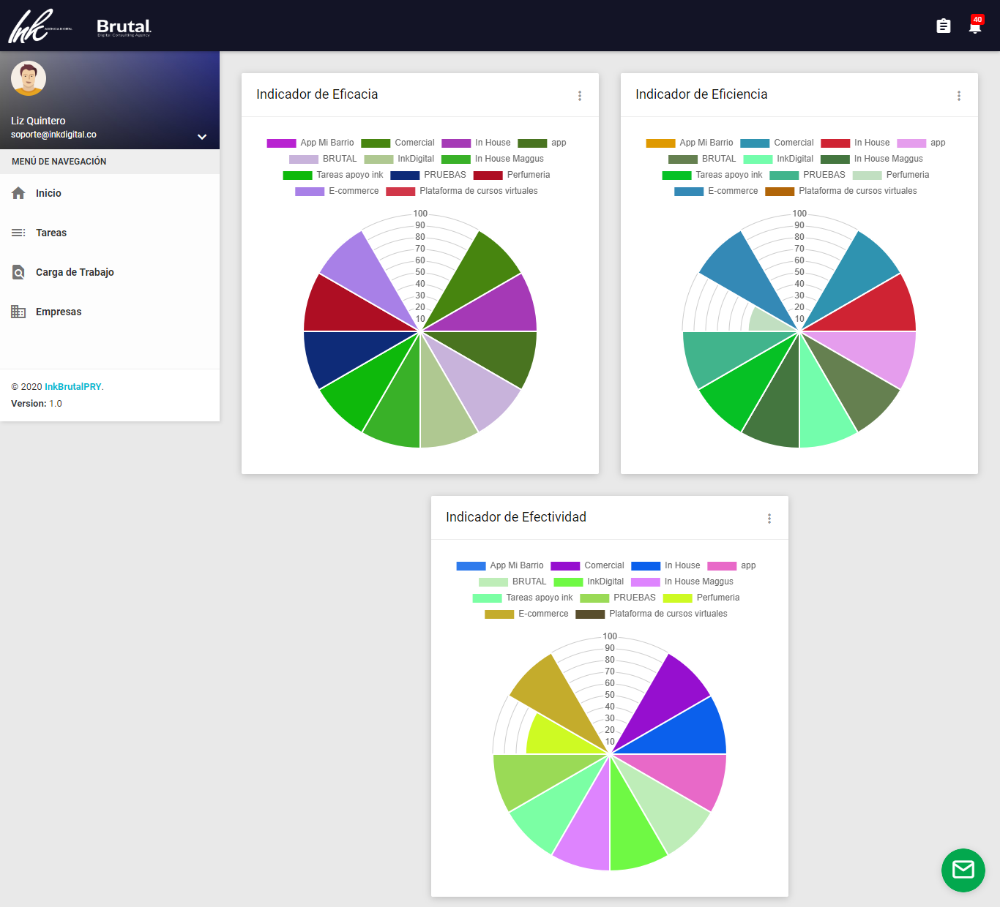 Ink AGENCIA DIGITAL
Brutal.
Digital Consulting Agency
40
Liz Quintero
soporte@inkdigital.co
MENÚ DE NAVEGACIÓN
Inicio
Tareas
Carga de Trabajo
Empresas
© 2020 InkBrutalPRY.
Version: 1.0
Indicador de Eficacia
App Mi Barrio Comercial In House app
BRUTAL InkDigital In House Maggus
Tareas apoyo ink PRUEBAS Perfumeria
E-commerce Plataforma de cursos virtuales
100
90
80
70
60
50
40
30
20
10
Indicador de Eficiencia
App Mi Barrio Comercial In House app
BRUTAL InkDigital In House Maggus
Tareas apoyo ink PRUEBAS Perfumeria
E-commerce Plataforma de cursos virtuales
100
90
80
70
60
50
40
30
20
10
Indicador de Efectividad
App Mi Barrio Comercial In House app
BRUTAL InkDigital In House Maggus
Tareas apoyo ink PRUEBAS Perfumeria
E-commerce Plataforma de cursos virtuales
100
90
80
70
60
50
40
30
20
10